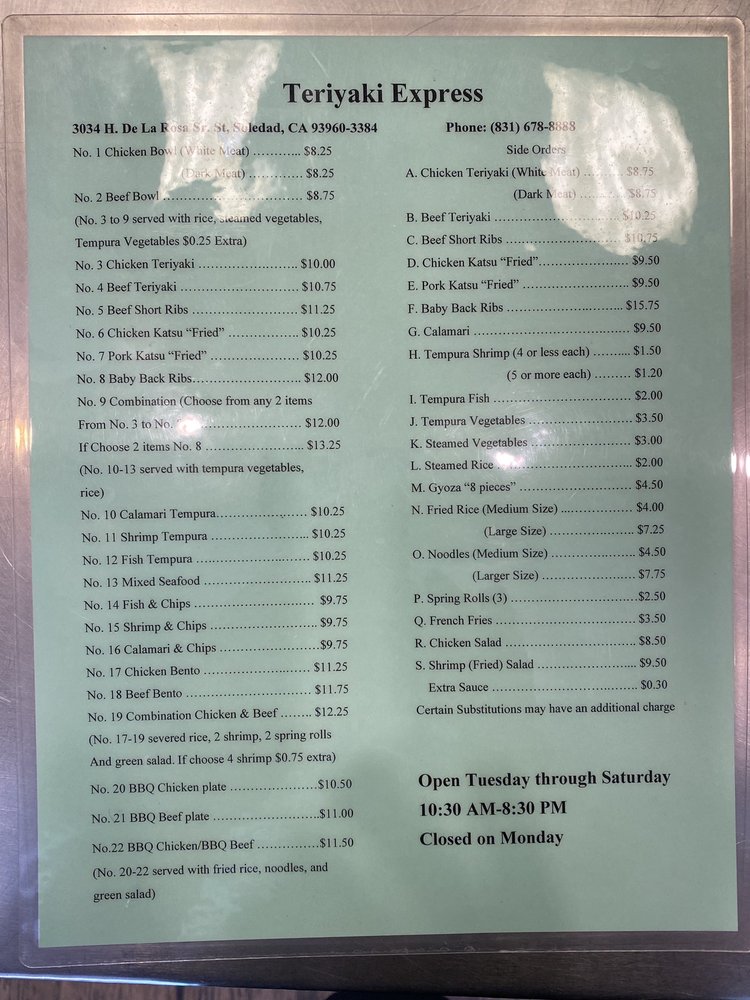 Teriyaki Express
3034 H. De La Rosa Sr. St, Soledad, CA 93960-3384
Phone: (831) 678-8888
No. 1 Chicken Bowl (White Meat) ........... $8.25
(Dark Meat) ............ $8.25
No. 2 Beef Bowl ................................ $8.75
(No. 3 to 9 served with rice, steamed vegetables,
Tempura Vegetables $0.25 Extra)
No. 3 Chicken Teriyaki ........................ $10.00
No. 4 Beef Teriyaki ............................ $10.75
No. 5 Beef Short Ribs ......................... $11.25
No. 6 Chicken Katsu “Fried” ................. $10.25
No. 7 Pork Katsu “Fried” ..................... $10.25
No. 8 Baby Back Ribs.......................... $12.00
No. 9 Combination (Choose from any 2 items
From No. 3 to No. ........................ $12.00
If Choose 2 items No. 8 ........................ $13.25
(No. 10-13 served with tempura vegetables,
rice)
No. 10 Calamari Tempura..................... $10.25
No. 11 Shrimp Tempura ...................... $10.25
No. 12 Fish Tempura .......................... $10.25
No. 13 Mixed Seafood ......................... $11.25
No. 14 Fish & Chips ........................... $9.75
No. 15 Shrimp & Chips ........................ $9.75
No. 16 Calamari & Chips ......................$9.75
No. 17 Chicken Bento ......................... $11.25
No. 18 Beef Bento ............................. $11.75
No. 19 Combination Chicken & Beef ........ $12.25
(No. 17-19 severed rice, 2 shrimp, 2 spring rolls
And green salad. If choose 4 shrimp $0.75 extra)
No. 20 BBQ Chicken plate .....................$10.50
No. 21 BBQ Beef plate ........................$11.00
No.22 BBQ Chicken/BBQ Beef ...............$11.50
(No. 20-22 served with fried rice, noodles, and
green salad)
Side Orders
A. Chicken Teriyaki (White Meat) .......... $8.75
(Dark Meat) ........... $8.75
B. Beef Teriyaki ................................ $10.25
C. Beef Short Ribs ............................. $10.75
D. Chicken Katsu “Fried”..................... $9.50
E. Pork Katsu “Fried” ......................... $9.50
F. Baby Back Ribs ............................. $15.75
G. Calamari ..................................... $9.50
H. Tempura Shrimp (4 or less each) ......... $1.50
(5 or more each) ......... $1.20
I. Tempura Fish ................................. $2.00
J. Tempura Vegetables ........................ $3.50
K. Steamed Vegetables ........................ $3.00
L. Steamed Rice ................................ $2.00
M. Gyoza “8 pieces” .......................... $4.50
N. Fried Rice (Medium Size) ................. $4.00
(Large Size) ..................... $7.25
O. Noodles (Medium Size) ................... $4.50
(Larger Size) ....................... $7.75
P. Spring Rolls (3) .............................$2.50
Q. French Fries ................................. $3.50
R. Chicken Salad ............................... $8.50
S. Shrimp (Fried) Salad ....................... $9.50
Extra Sauce .................................. $0.30
Certain Substitutions may have an additional charge
Open Tuesday through Saturday
10:30 AM-8:30 PM
Closed on Monday